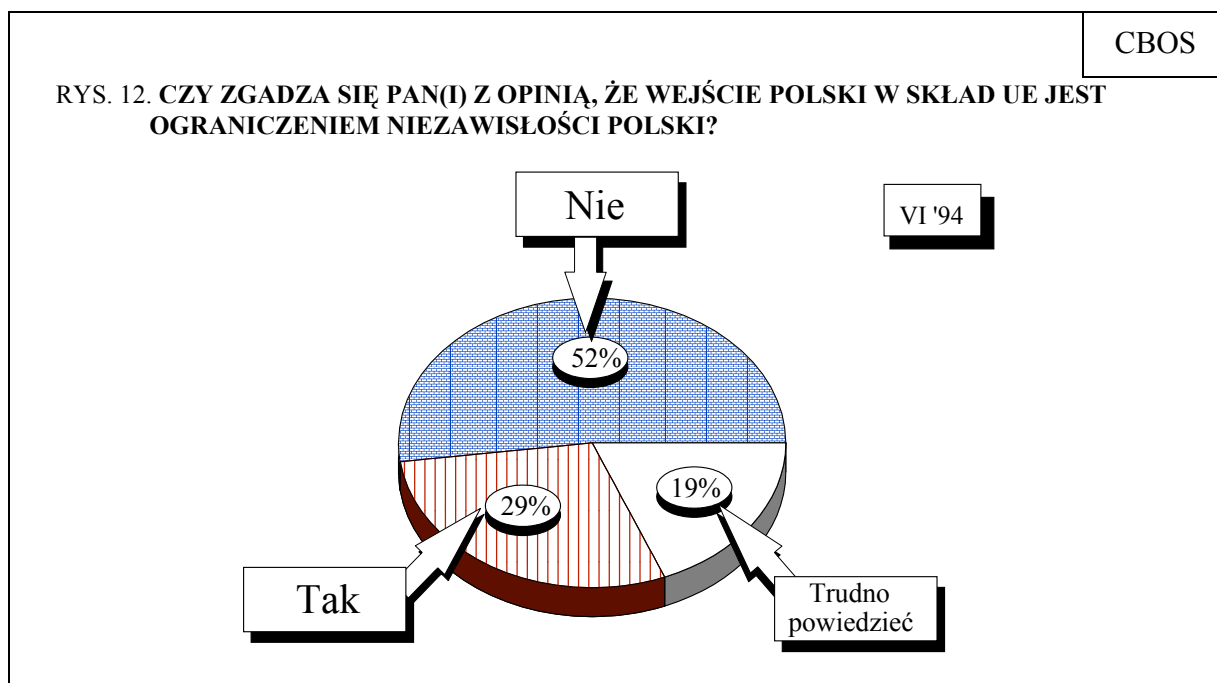 CBOS
RYS. 12. CZY ZGADZA SIĘ PAN(I) Z OPINIĄ, ŻE WEJŚCIE POLSKI W SKŁAD UE JEST
OGRANICZENIEM NIEZAWISŁOŚCI POLSKI?
Nie
VI '94
52%
19%
29%
Tak
Trudno
powiedzieć